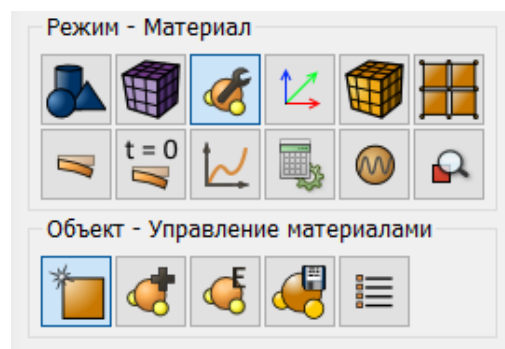 Режим - Материал
t = 0
Объект - Управление материалами
E